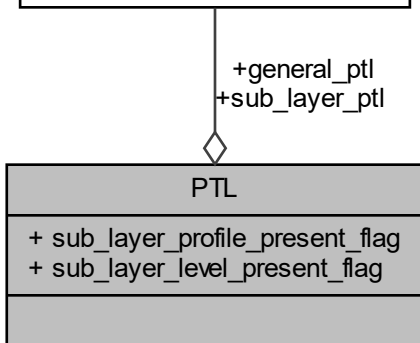 +general_ptl
+sub_layer_ptl
PTL
+ sub_layer_profile_present_flag
+ sub_layer_level_present_flag